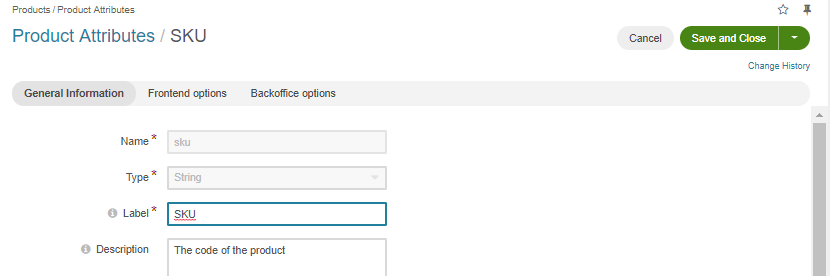 Products / Product Attributes
Product Attributes / SKU
Cancel
Save and Close
Change History
General Information
Frontend options
Backoffice options
Name *
sku
Type *
String
Label *
SKU
Description
The code of the product